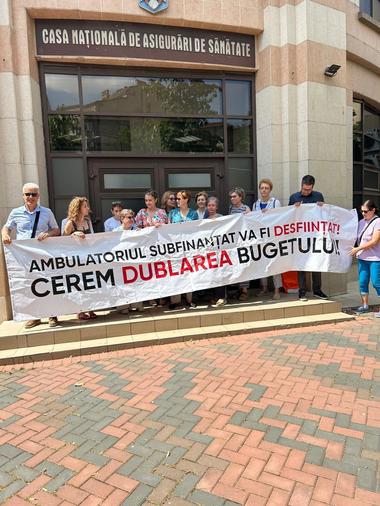 CASA NAȚIONALĂ DE ASIGURĂRI DE SĂNĂTATE
AMBULATORIUL SUBFINANȚAT VA FI DESFIINȚAT!
CEREM DUBLAREA BUGETULUI!